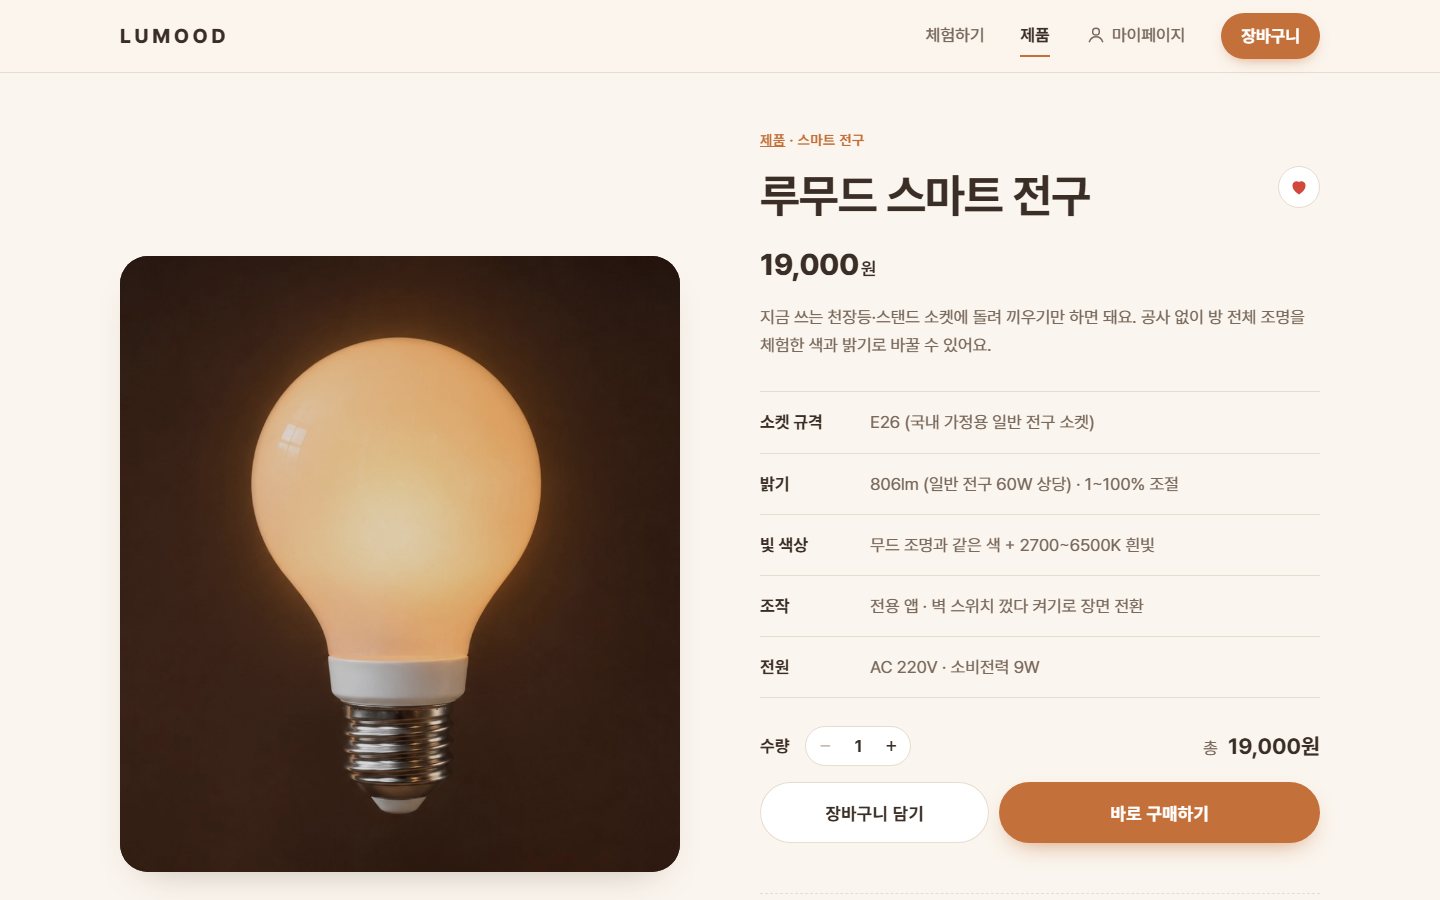 LUMOOD
체험하기
제품
마이페이지
장바구니
제품 · 스마트 전구
루무드 스마트 전구
19,000원
지금 쓰는 천장등·스탠드 소켓에 돌려 끼우기만 하면 돼요. 공사 없이 방 전체 조명을
체험한 색과 밝기로 바꿀 수 있어요.
소켓 규격 E26 (국내 가정용 일반 전구 소켓)
밝기 806lm (일반 전구 60W 상당) · 1~100% 조절
빛 색상 무드 조명과 같은 색 + 2700~6500K 흰빛
조작 전용 앱 · 벽 스위치 껐다 켜기로 장면 전환
전원 AC 220V · 소비전력 9W
수량 − 1 + 총 19,000원
장바구니 담기
바로 구매하기